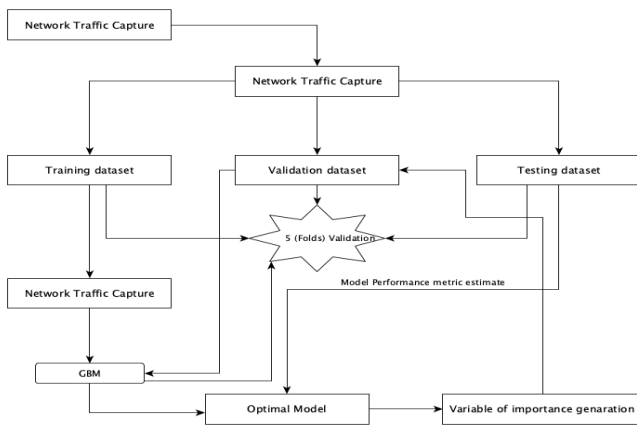 Network Traffic Capture
Network Traffic Capture
Training dataset
Validation dataset
Testing dataset
5 (Folds) Validation
Model Performance metric estimate
Network Traffic Capture
GBM
Optimal Model
Variable of importance genaration